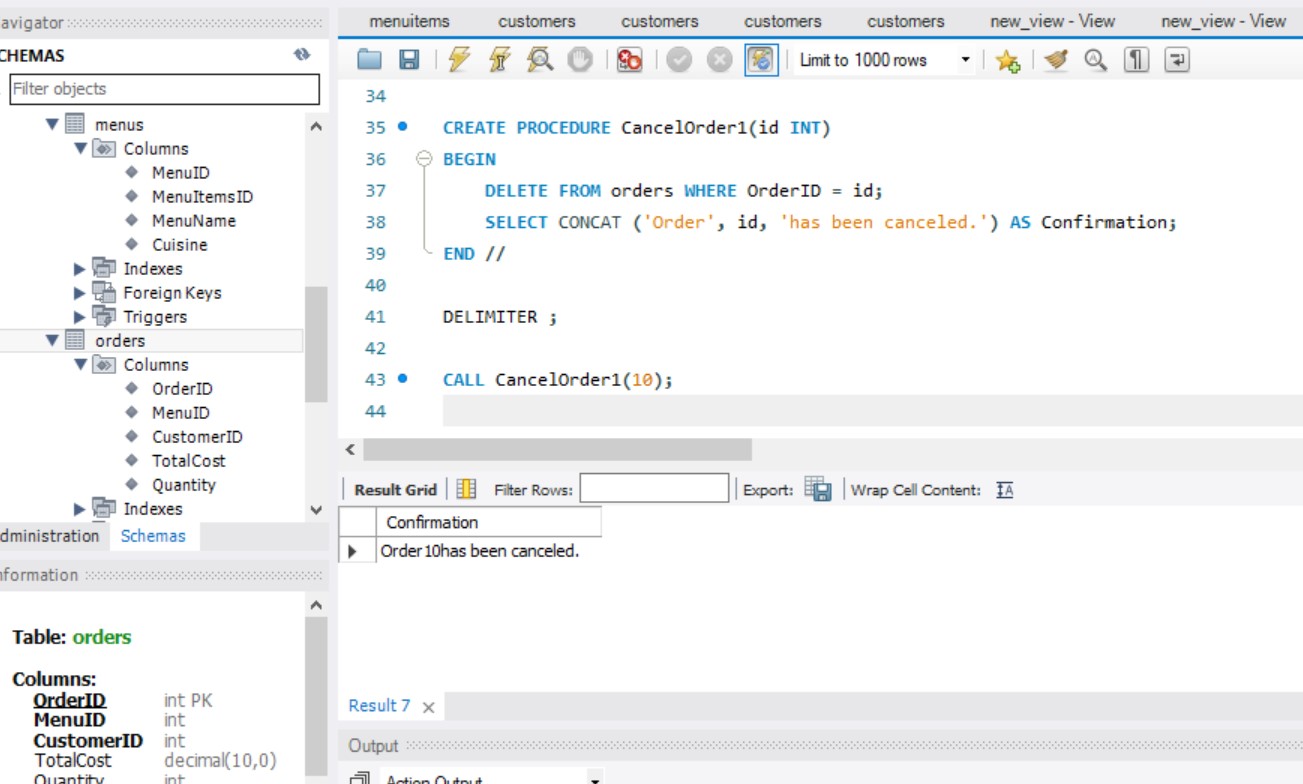 avigator
CHEMAS
Filter objects
menus
Columns
MenuID
MenuItemsID
MenuName
Cuisine
Indexes
Foreign Keys
Triggers
orders
Columns
OrderID
MenuID
CustomerID
TotalCost
Quantity
Indexes
dministration Schemas
nformation
Table: orders
Columns:
OrderID int PK
MenuID int
CustomerID int
TotalCost decimal(10,0)
Quantity int
menuitems customers customers customers customers new_view - View new_view - View
Limit to 1000 rows
34
35 CREATE PROCEDURE CancelOrder1(id INT)
36 BEGIN
37 DELETE FROM orders WHERE OrderID = id;
38 SELECT CONCAT ('Order', id, 'has been canceled.') AS Confirmation;
39 END //
40
41 DELIMITER ;
42
43 CALL CancelOrder1(10);
44
Result Grid Filter Rows: Export: Wrap Cell Content: IA
Confirmation
Order10has been canceled.
Result 7
Output
Action Output